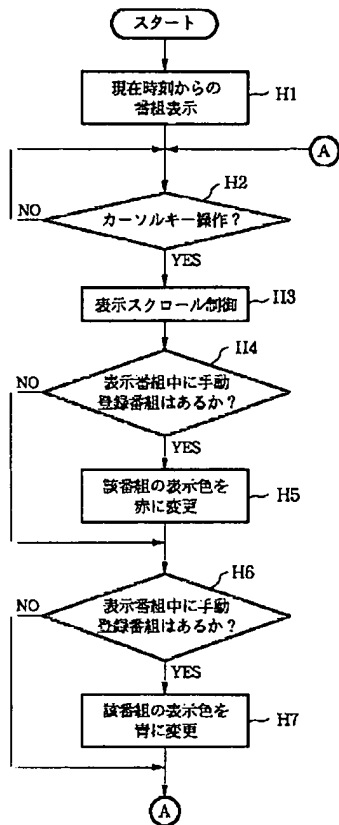 スタート
現在時刻からの
番組表示
H1
A
H2
カーソルキー操作？
NO
YES
表示スクロール制御
H3
H4
表示番組中に手動
登録番組はあるか？
NO
YES
該番組の表示色を
赤に変更
H5
H6
表示番組中に手動
登録番組はあるか？
NO
YES
該番組の表示色を
青に変更
H7
A